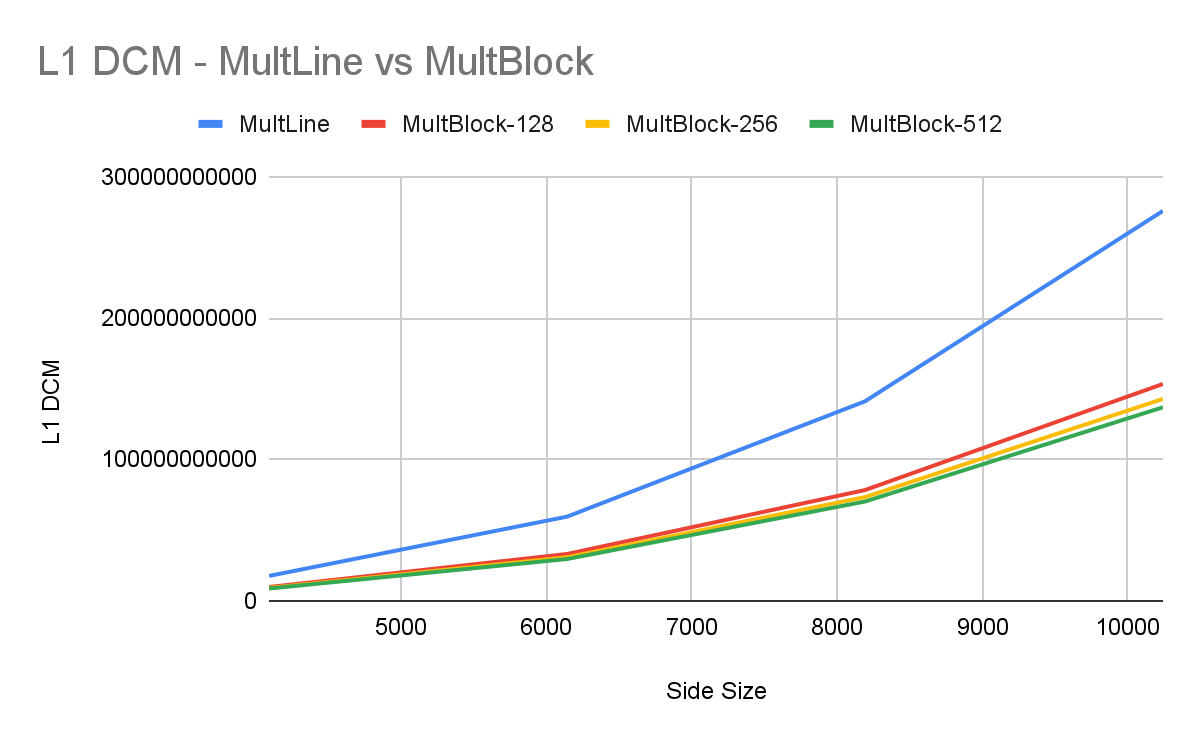 L1 DCM - MultLine vs MultBlock
MultLine MultBlock-128 MultBlock-256 MultBlock-512
300000000000
200000000000
100000000000
0
L1 DCM
5000 6000 7000 8000 9000 10000
Side Size